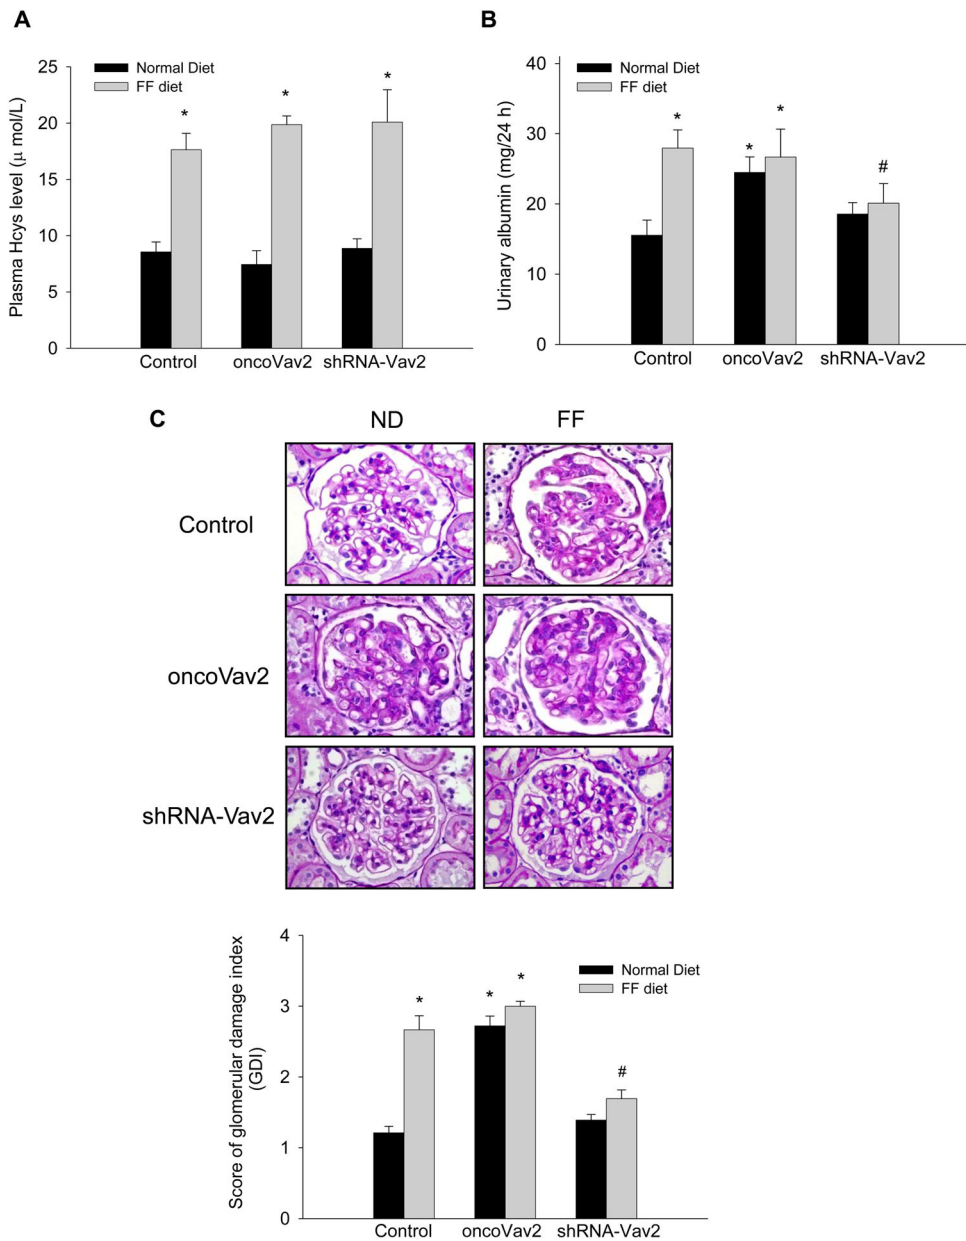 A
Normal Diet
FF diet
Plasma Hcys level (μ mol/L)
25
20
15
10
5
0
*
*
*
Control
oncoVav2
shRNA-Vav2
B
Normal Diet
FF diet
Urinary albumin (mg/24 h)
40
30
20
10
0
*
*
*
#
Control
oncoVav2
shRNA-Vav2
C
ND
FF
Control
oncoVav2
shRNA-Vav2
Score of glomerular damage index
(GDI)
4
3
2
1
0
Normal Diet
FF diet
*
*
*
#
Control
oncoVav2
shRNA-Vav2